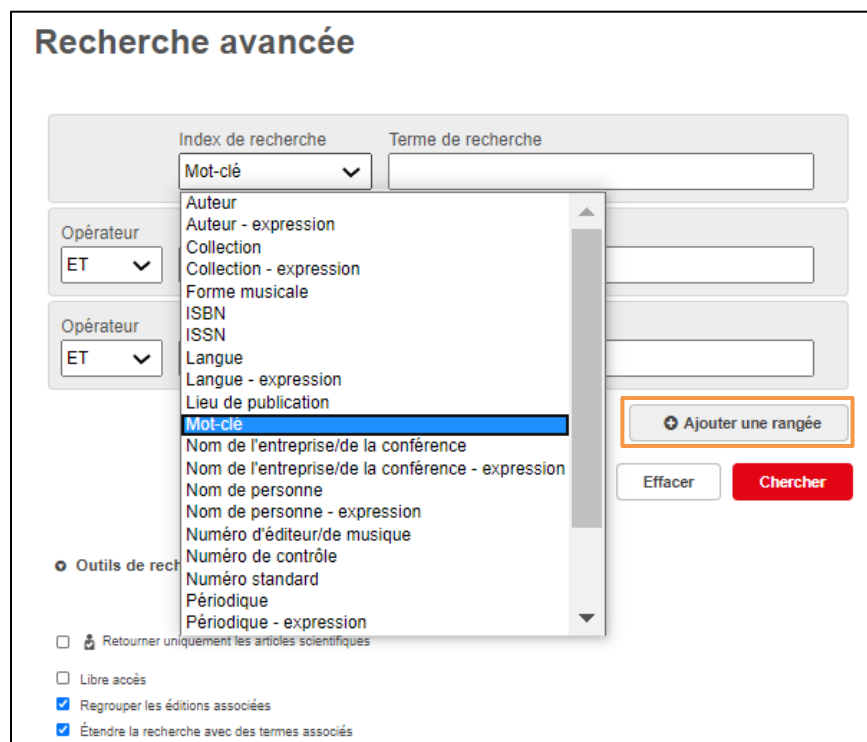 Recherche avancée
Index de recherche Terme de recherche
Mot-clé
Auteur
Auteur - expression
Collection
Collection - expression
Forme musicale
ISBN
ISSN
Langue
Langue - expression
Lieu de publication
Mot-clé
Nom de l'entreprise/de la conférence
Nom de l'entreprise/de la conférence - expression
Nom de personne
Nom de personne - expression
Numéro d'éditeur/de musique
Numéro de contrôle
Numéro standard
Périodique
Périodique - expression
Opérateur
ET
Opérateur
ET
Ajouter une rangée
Effacer Chercher
Outils de rech
Retourner uniquement les articles scientifiques
Libre accès
Regrouper les éditions associées
Étendre la recherche avec des termes associés